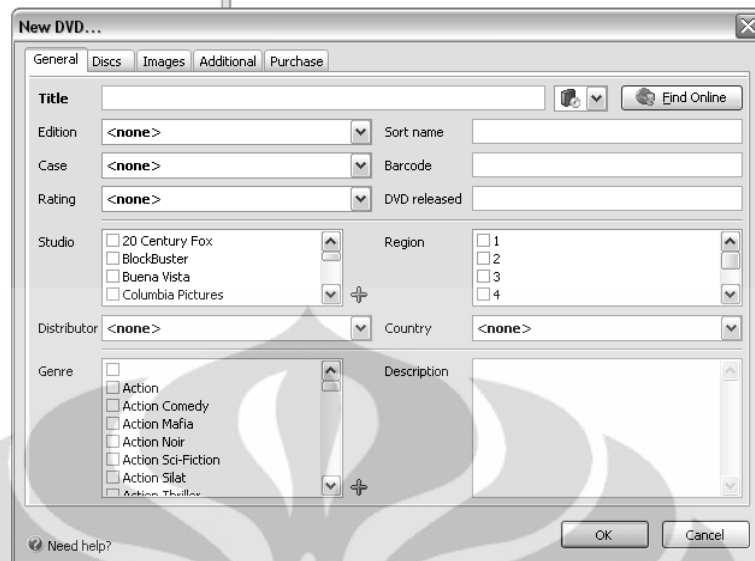 New DVD...
General Discs Images Additional Purchase
Title Find Online
Edition <none> Sort name
Case <none> Barcode
Rating <none> DVD released
Studio 20 Century Fox Region 1
BlockBuster 2
Buena Vista 3
Columbia Pictures 4
Distributor <none> Country <none>
Genre Description
Action
Action Comedy
Action Mafia
Action Noir
Action Sci-Fiction
Action Silat
Action Thriller
Need help? OK Cancel